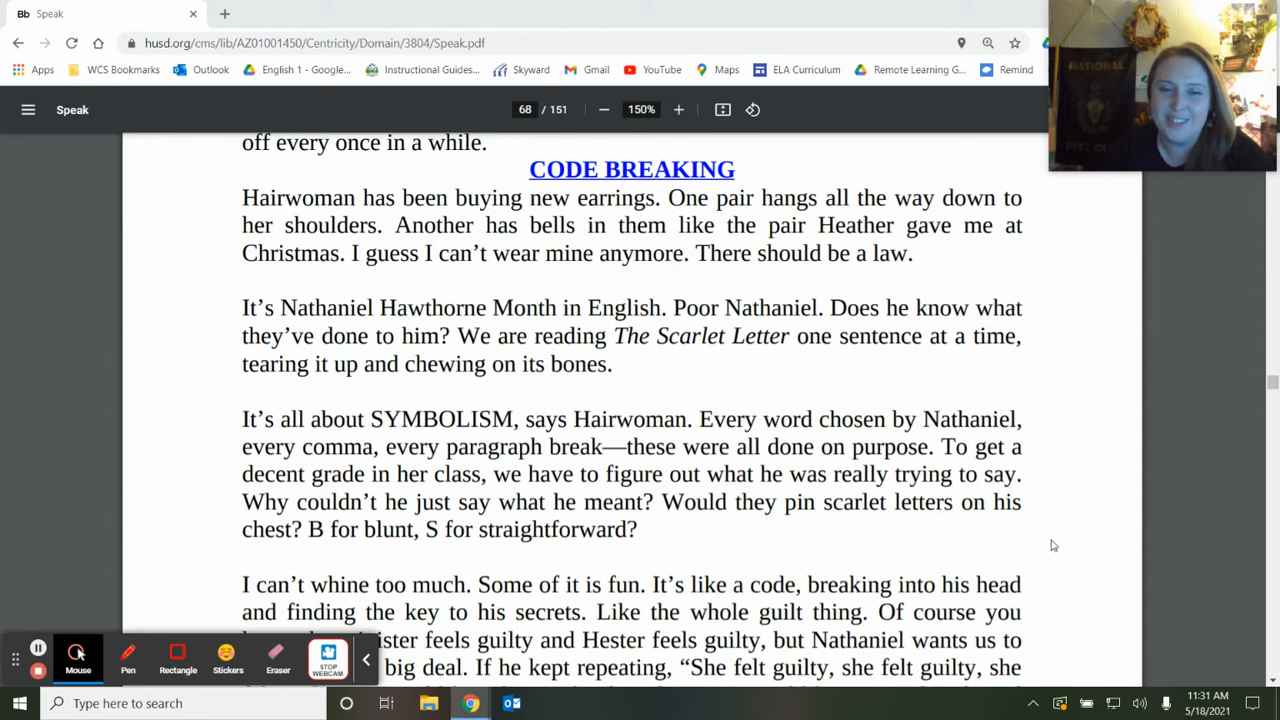 Bb Speak × +
husd.org/cms/lib/AZ01001450/Centricity/Domain/3804/Speak.pdf
Apps WCS Bookmarks Outlook English 1 - Google... Instructional Guides... Skyward Gmail YouTube Maps ELA Curriculum Remote Learning G... Remind
Speak 68 / 151 — 150% +
NATIONAL
off every once in a while.
CODE BREAKING
Hairwoman has been buying new earrings. One pair hangs all the way down to
her shoulders. Another has bells in them like the pair Heather gave me at
Christmas. I guess I can’t wear mine anymore. There should be a law.
It’s Nathaniel Hawthorne Month in English. Poor Nathaniel. Does he know what
they’ve done to him? We are reading The Scarlet Letter one sentence at a time,
tearing it up and chewing on its bones.
It’s all about SYMBOLISM, says Hairwoman. Every word chosen by Nathaniel,
every comma, every paragraph break—these were all done on purpose. To get a
decent grade in her class, we have to figure out what he was really trying to say.
Why couldn’t he just say what he meant? Would they pin scarlet letters on his
chest? B for blunt, S for straightforward?
I can’t whine too much. Some of it is fun. It’s like a code, breaking into his head
and finding the key to his secrets. Like the whole guilt thing. Of course you
ister feels guilty and Hester feels guilty, but Nathaniel wants us to
big deal. If he kept repeating, “She felt guilty, she felt guilty, she
Mouse Pen Rectangle Stickers Eraser STOP WEBCAM
Type here to search
11:31 AM
5/18/2021